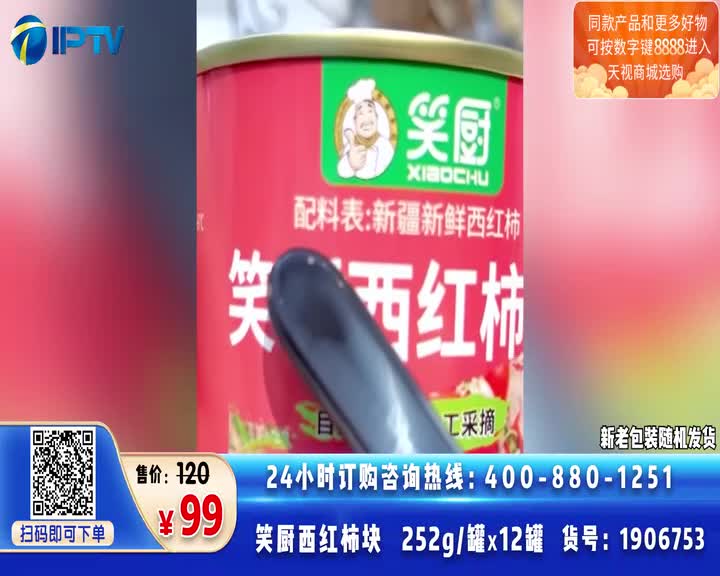 IPTV
同款产品和更多好物
可按数字键8888进入
天视商城选购
笑厨®
XIAOCHU
配料表:新疆新鲜西红柿
笑 西红柿
自 工采摘
新老包装随机发货
售价: 120
¥99
扫码即可下单
24小时订购咨询热线: 400-880-1251
笑厨西红柿块 252g/罐x12罐 货号: 1906753